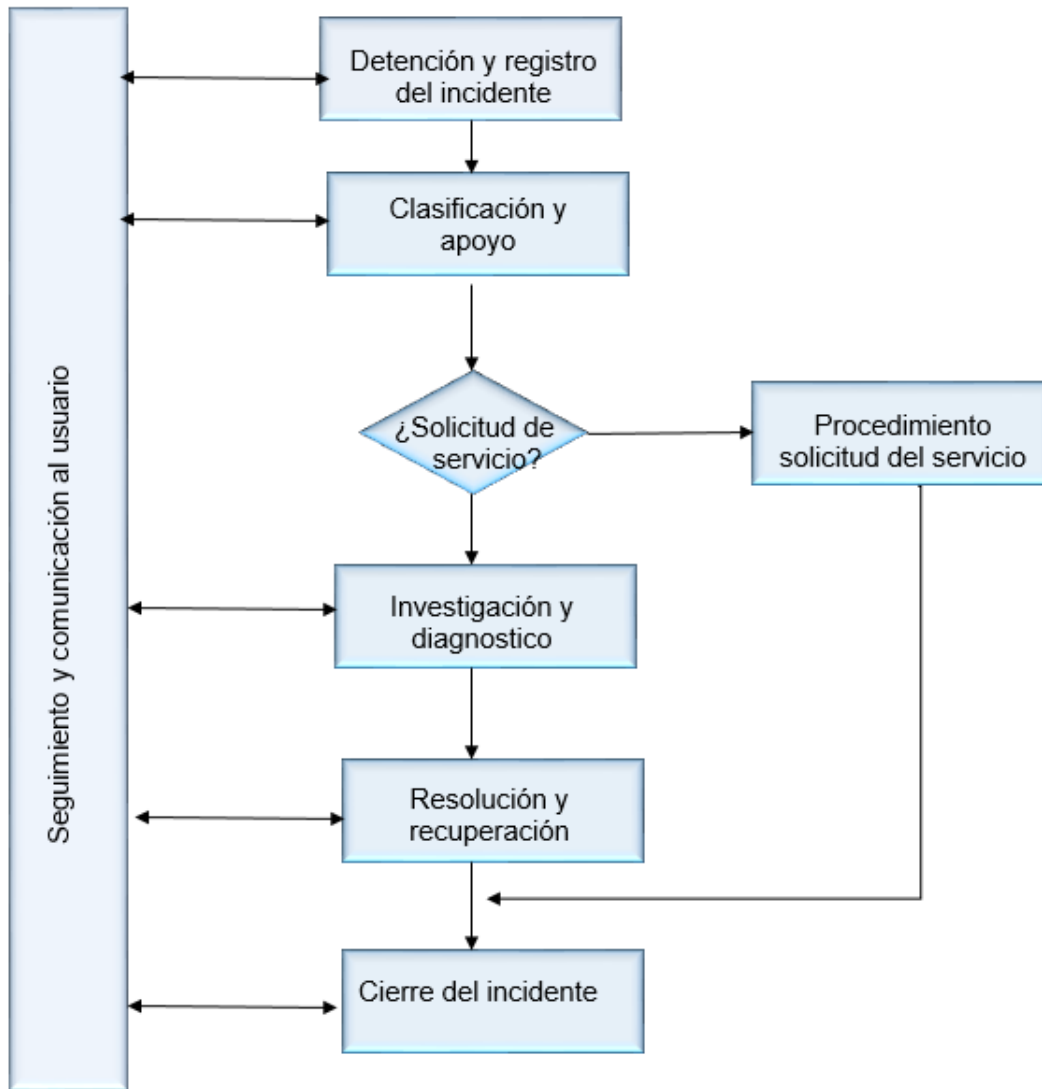 Seguimiento y comunicación al usuario
Detención y registro
del incidente
Clasificación y
apoyo
¿Solicitud de
servicio?
Procedimiento
solicitud del servicio
Investigación y
diagnostico
Resolución y
recuperación
Cierre del incidente